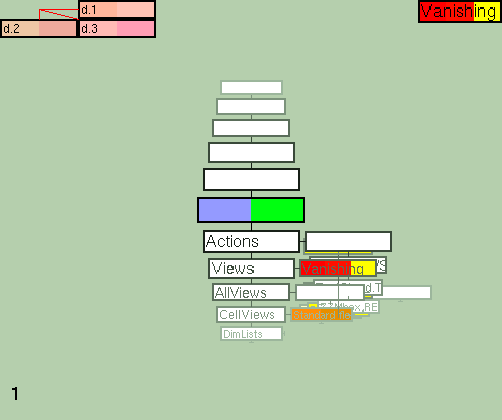 d.1
Vanishing
d.2
d.3
Actions
Views
Vanishing
AllViews
CellViews
DimLists
1